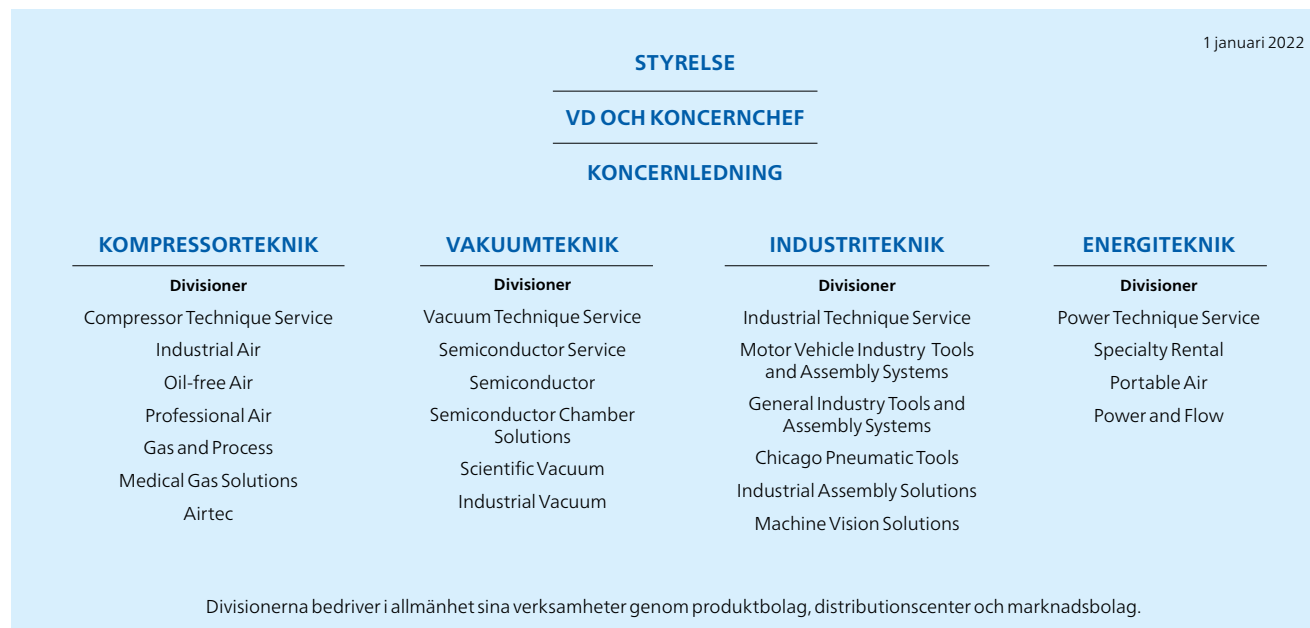 1 januari 2022
STYRELSE
VD OCH KONCERNCHEF
KONCERNLEDNING
KOMPRESSORTEKNIK
Divisioner
Compressor Technique Service
Industrial Air
Oil-free Air
Professional Air
Gas and Process
Medical Gas Solutions
Airtec
VAKUUMTEKNIK
Divisioner
Vacuum Technique Service
Semiconductor Service
Semiconductor
Semiconductor Chamber
Solutions
Scientific Vacuum
Industrial Vacuum
INDUSTRITEKNIK
Divisioner
Industrial Technique Service
Motor Vehicle Industry Tools
and Assembly Systems
General Industry Tools and
Assembly Systems
Chicago Pneumatic Tools
Industrial Assembly Solutions
Machine Vision Solutions
ENERGITEKNIK
Divisioner
Power Technique Service
Specialty Rental
Portable Air
Power and Flow
Divisionerna bedriver i allmänhet sina verksamheter genom produktbolag, distributionscenter och marknadsbolag.